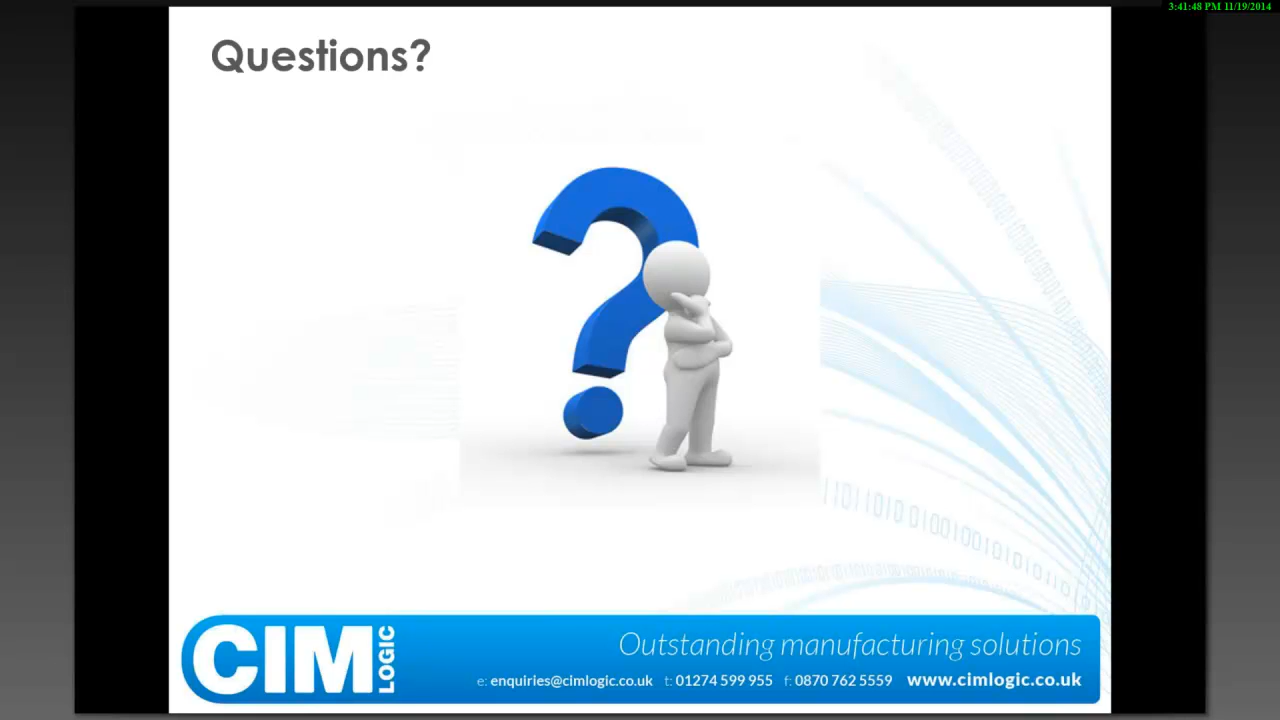 3:41:48 PM 11/19/2014
Questions?
CIM LOGIC
Outstanding manufacturing solutions
e: enquiries@cimlogic.co.uk t: 01274 599 955 f: 0870 762 5559 www.cimlogic.co.uk